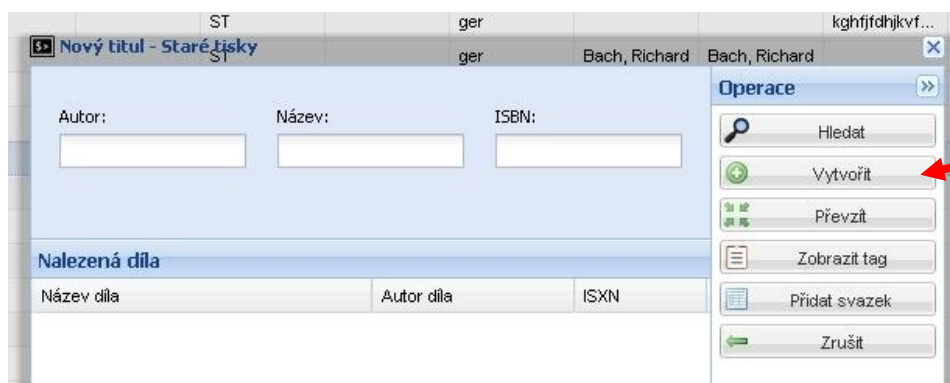 ST ger kghfjfdhjkvf...
Nový titul - Staré tisky
ST ger Bach, Richard Bach, Richard
Operace
Autor: Název: ISBN:
Hledat
Vytvořit
Převzít
Zobrazit tag
Přidat svazek
Zrušit
Nalezená díla
Název díla Autor díla ISXN